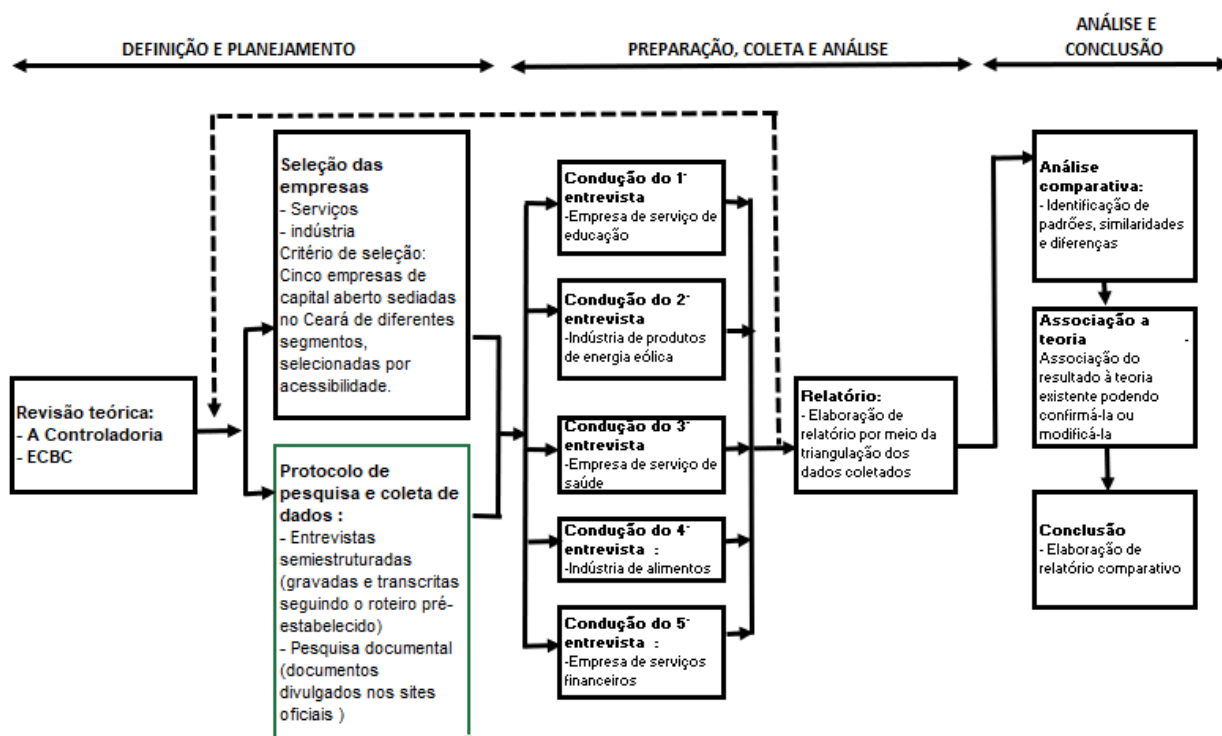 DEFINIÇÃO E PLANEJAMENTO
PREPARAÇÃO, COLETA E ANÁLISE
ANÁLISE E
CONCLUSÃO
Revisão teórica:
- A Controladoria
- ECBC
Seleção das
empresas
- Serviços
- indústria
Critério de seleção:
Cinco empresas de
capital aberto sediadas
no Ceará de diferentes
segmentos,
selecionadas por
acessibilidade.
Protocolo de
pesquisa e coleta de
dados :
- Entrevistas
semiestruturadas
(gravadas e transcritas
seguindo o roteiro pré-
estabelecido)
- Pesquisa documental
(documentos
divulgados nos sites
oficiais )
Condução do 1ª
entrevista
-Empresa de serviço de
educação
Condução do 2ª
entrevista
-Indústria de produtos
de energia eólica
Condução do 3ª
entrevista
-Empresa de serviço de
saúde
Condução do 4ª
entrevista :
-Indústria de alimentos
Condução do 5ª
entrevista :
-Empresa de serviços
financeiros
Relatório:
- Elaboração de
relatório por meio da
triangulação dos
dados coletados
Análise
comparativa:
- Identificação de
padrões, similaridades
e diferenças
Associação a
teoria -
Associação do
resultado à teoria
existente podendo
confirmá-la ou
modificá-la
Conclusão
- Elaboração de
relatório comparativo